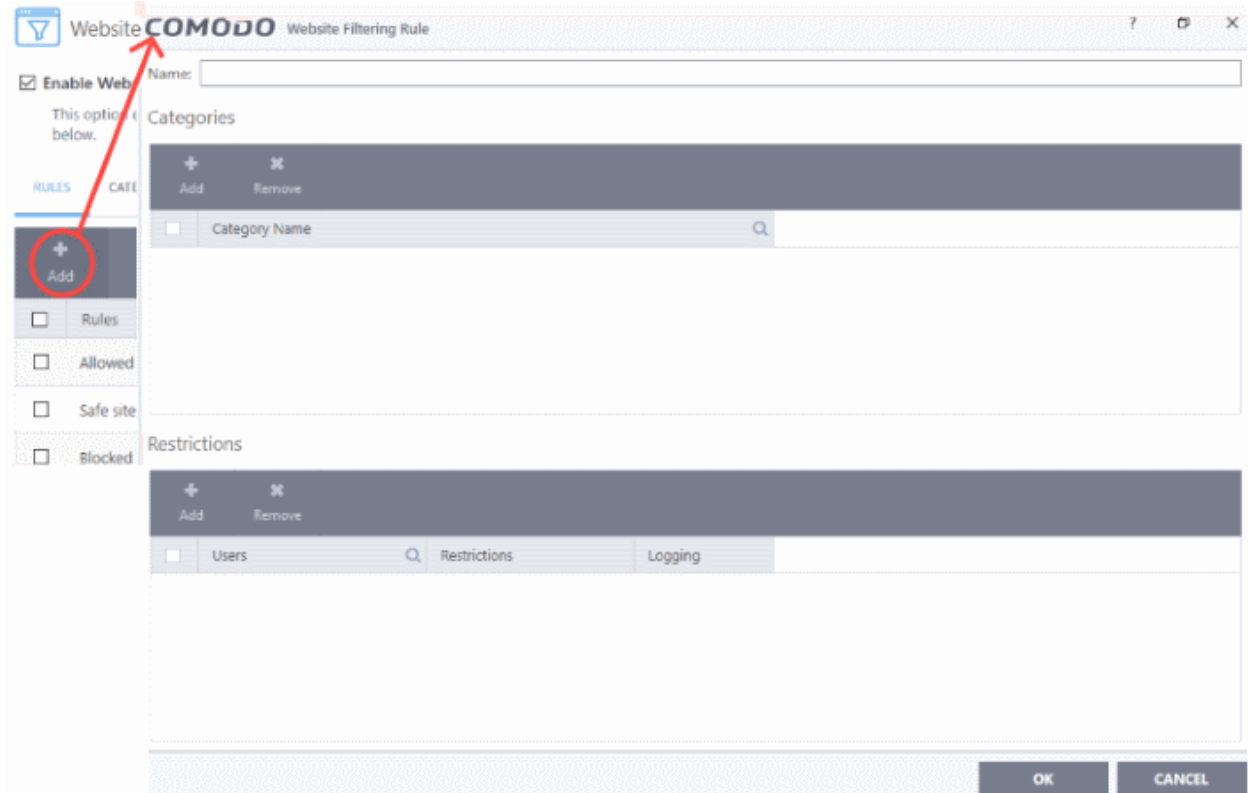 Website COMODO Website Filtering Rule ?
Enable Web
Name:
This option
below.
Categories
RULES CATE
Add Remove
Category Name
Add
Rules
Allowed
Safe site
Blocked
Restrictions
Add Remove
Users Restrictions Logging
OK CANCEL